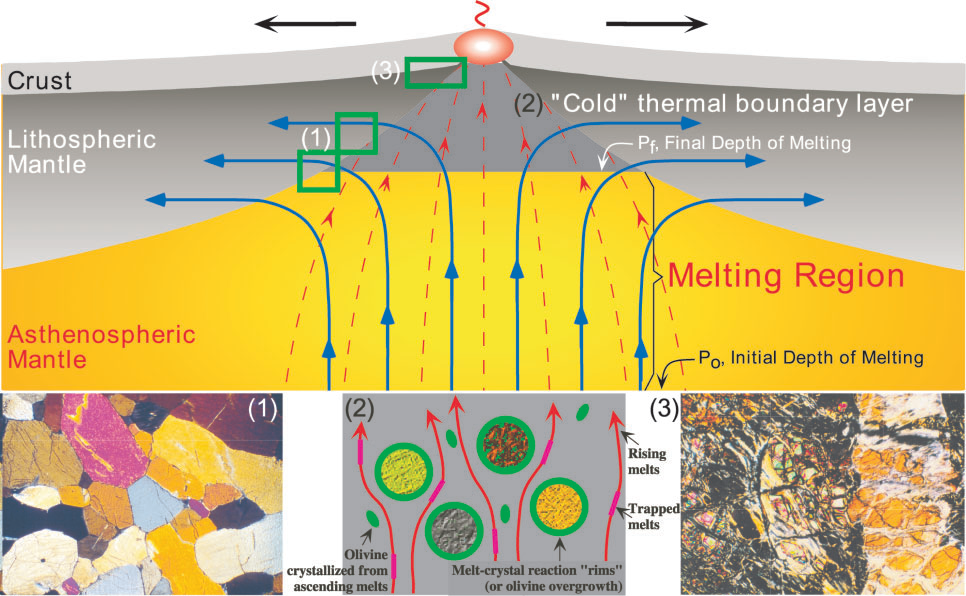 (3)
Crust
(2) "Cold" thermal boundary layer
Lithospheric
Mantle
(1)
Pf, Final Depth of Melting
Melting Region
Asthenospheric
Mantle
Po, Initial Depth of Melting
(1)
(2)
Rising
melts
Trapped
melts
Olivine
crystallized from
ascending melts
Melt-crystal reaction "rims"
(or olivine overgrowth)
(3)